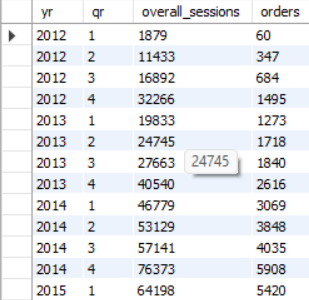 yr qr overall_sessions orders
2012 1 1879 60
2012 2 11433 347
2012 3 16892 684
2012 4 32266 1495
2013 1 19833 1273
2013 2 24745 1718
2013 3 27663 24745 1840
2013 4 40540 2616
2014 1 46779 3069
2014 2 53129 3848
2014 3 57141 4035
2014 4 76373 5908
2015 1 64198 5420